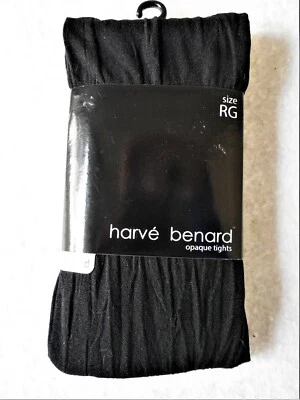 size
RG
harvé benard
opaque tights